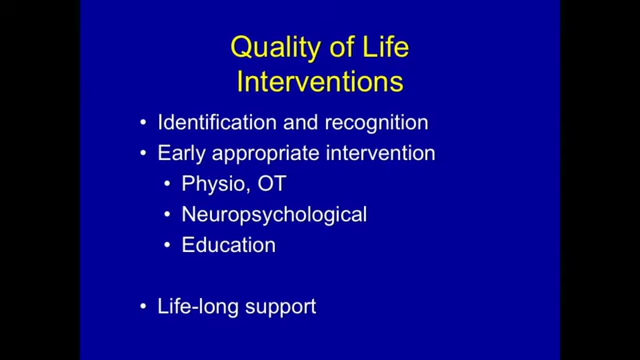 Quality of Life
Interventions
• Identification and recognition
• Early appropriate intervention
• Physio, OT
• Neuropsychological
• Education
• Life-long support